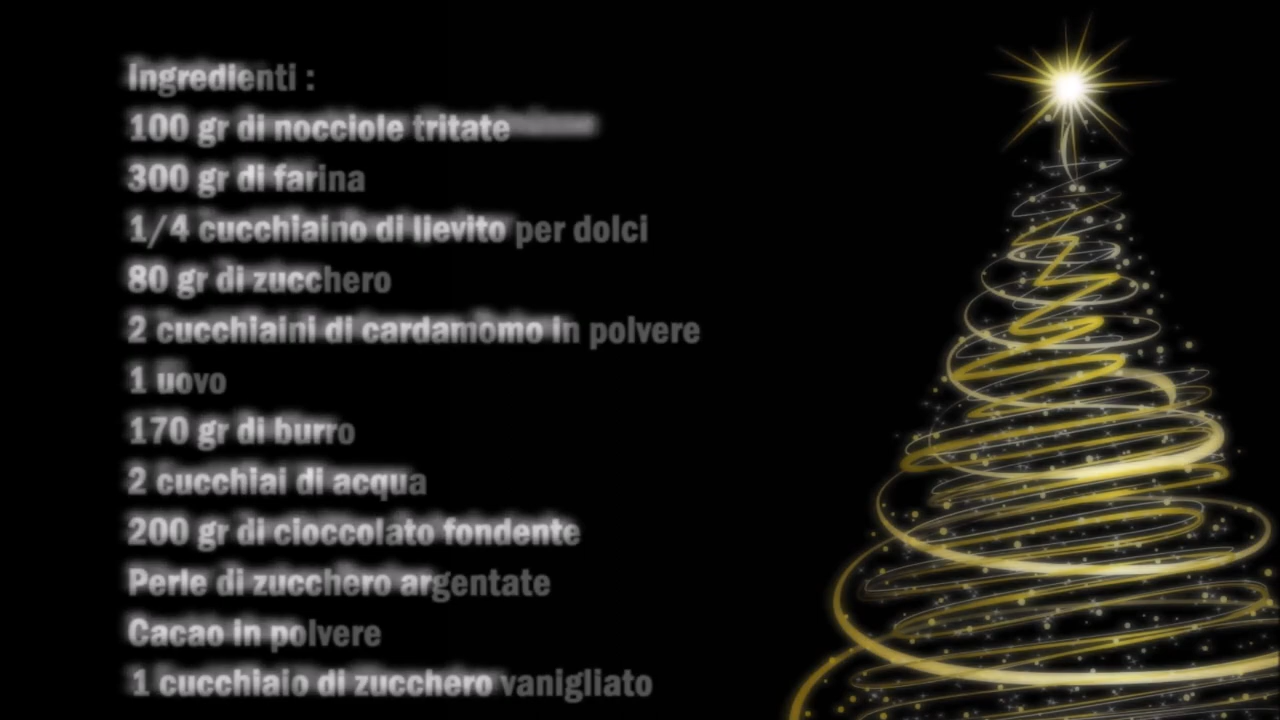 Ingredienti :
100 gr di nocciole tritate
300 gr di farina
1/4 cucchiaino di lievito per dolci
80 gr di zucchero
2 cucchiaini di cardamomo in polvere
1 uovo
170 gr di burro
2 cucchiai di acqua
200 gr di cioccolato fondente
Perle di zucchero argentate
Cacao in polvere
1 cucchiaio di zucchero vanigliato